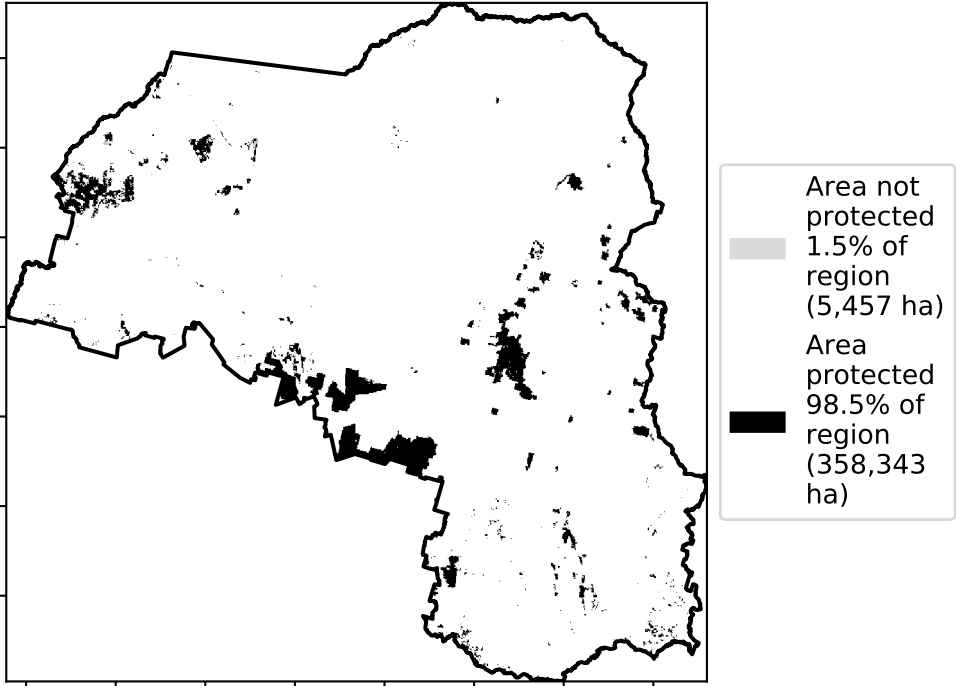 Area not
protected
1.5% of
region
(5,457 ha)
Area
protected
98.5% of
region
(358,343
ha)